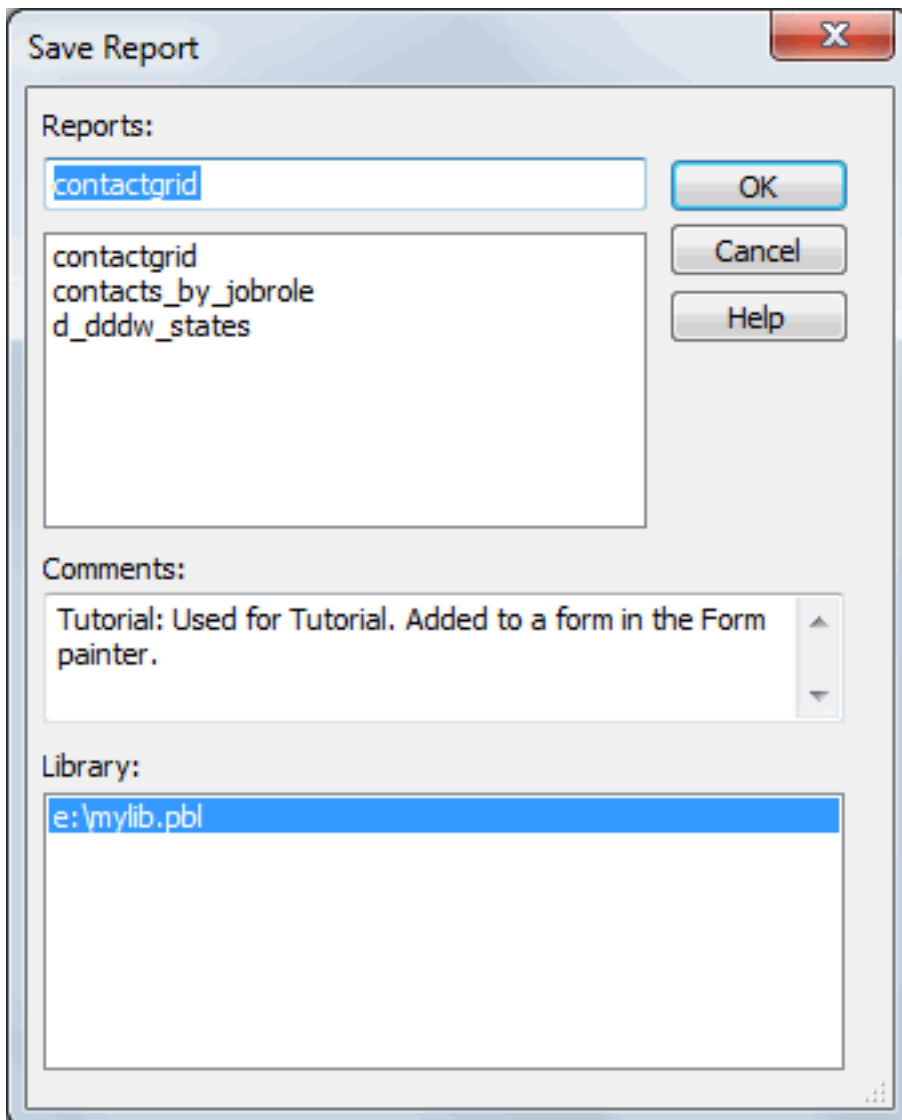 Save Report
Reports:
contactgrid
OK
contactgrid
contacts_by_jobrole
d_dddw_states
Cancel
Help
Comments:
Tutorial: Used for Tutorial. Added to a form in the Form
painter.
Library:
e:\mylib.pbl